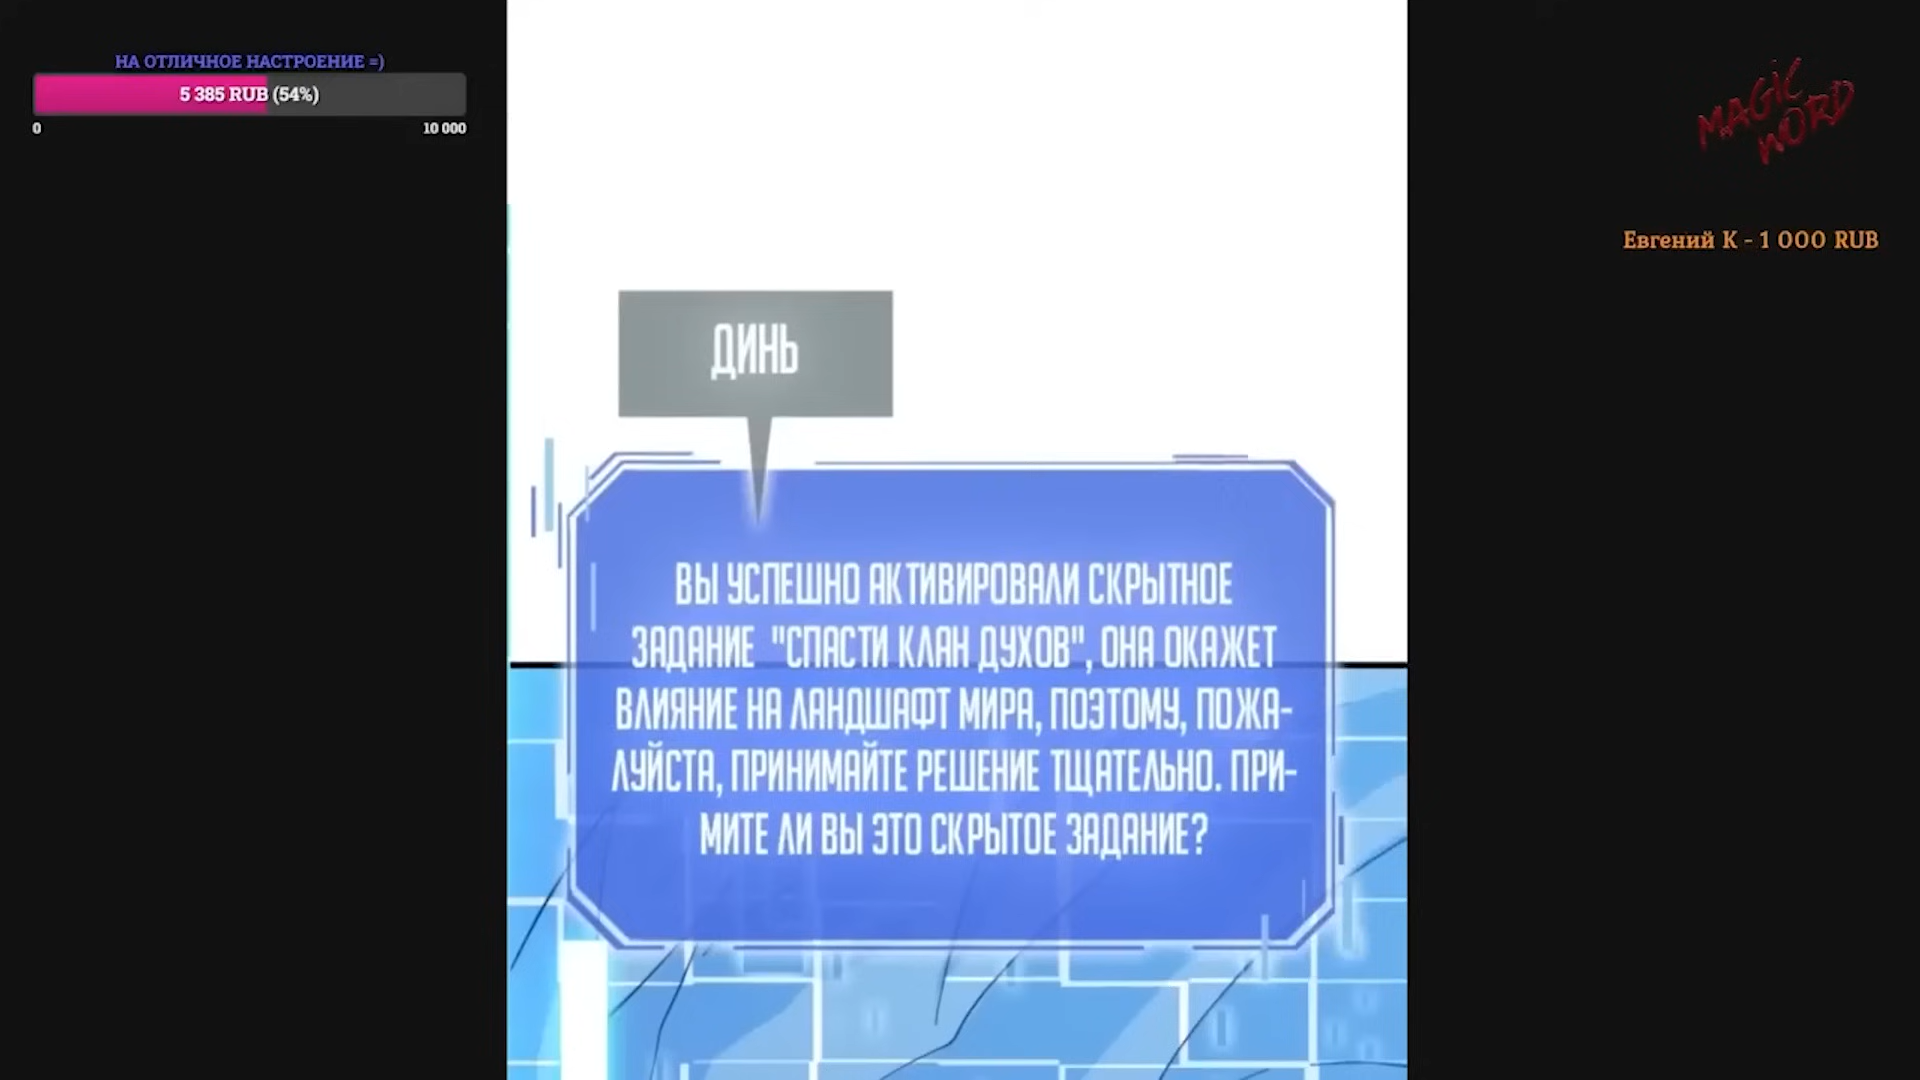 НА ОТЛИЧНОЕ НАСТРОЕНИЕ =)
5 385 RUB (54%)
0
10 000
MAGIC
WORD
Евгений К - 1 000 RUB
ДИНЬ
ВЫ УСПЕШНО АКТИВИРОВАЛИ СКРЫТНОЕ
ЗАДАНИЕ "СПАСТИ КЛАН ДУХОВ", ОНА ОКАЖЕТ
ВЛИЯНИЕ НА ЛАНДШАФТ МИРА, ПОЭТОМУ, ПОЖА-
ЛУЙСТА, ПРИНИМАЙТЕ РЕШЕНИЕ ТЩАТЕЛЬНО. ПРИ-
МИТЕ ЛИ ВЫ ЭТО СКРЫТОЕ ЗАДАНИЕ?